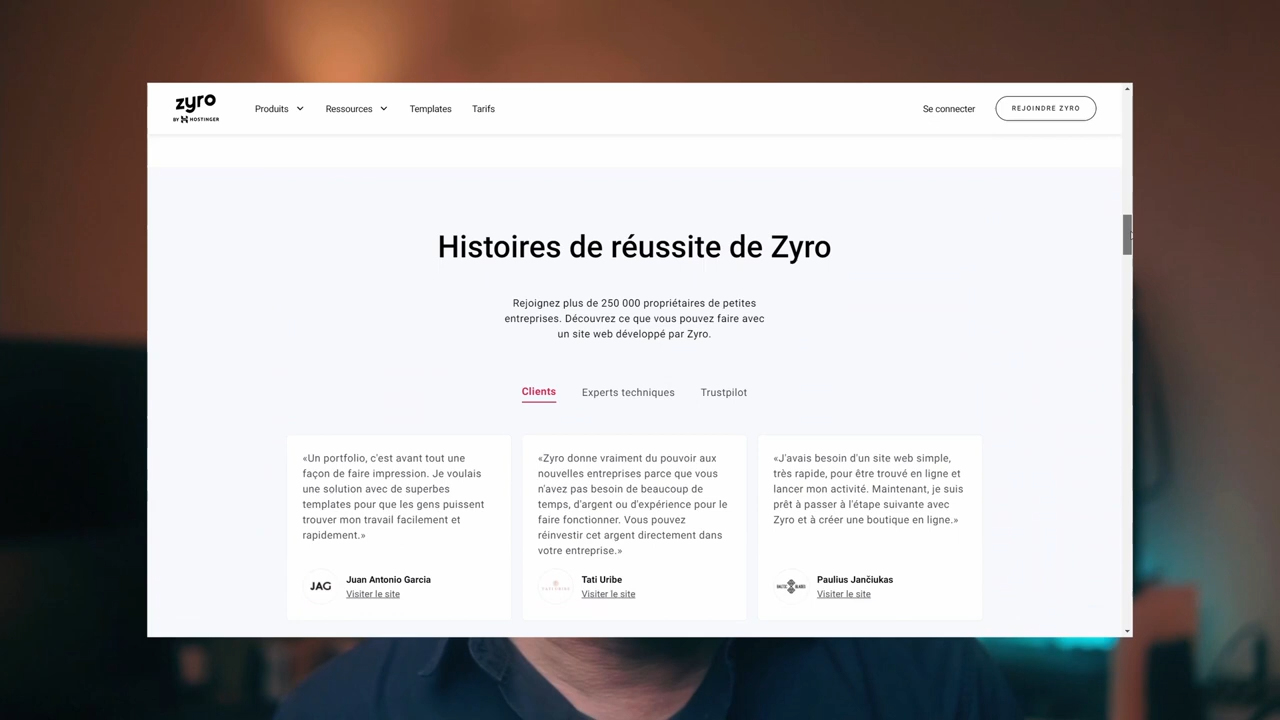 zyro
BY HOSTINGER
Produits
Ressources
Templates
Tarifs
Se connecter
REJOINDRE ZYRO
Histoires de réussite de Zyro
Rejoignez plus de 250 000 propriétaires de petites
entreprises. Découvrez ce que vous pouvez faire avec
un site web développé par Zyro.
Clients
Experts techniques
Trustpilot
«Un portfolio, c'est avant tout une
façon de faire impression. Je voulais
une solution avec de superbes
templates pour que les gens puissent
trouver mon travail facilement et
rapidement.»
JAG
Juan Antonio Garcia
Visiter le site
«Zyro donne vraiment du pouvoir aux
nouvelles entreprises parce que vous
n'avez pas besoin de beaucoup de
temps, d'argent ou d'expérience pour le
faire fonctionner. Vous pouvez
réinvestir cet argent directement dans
votre entreprise.»
Tati Uribe
Visiter le site
«J'avais besoin d'un site web simple,
très rapide, pour être trouvé en ligne et
lancer mon activité. Maintenant, je suis
prêt à passer à l'étape suivante avec
Zyro et à créer une boutique en ligne.»
Paulius Jančiukas
Visiter le site